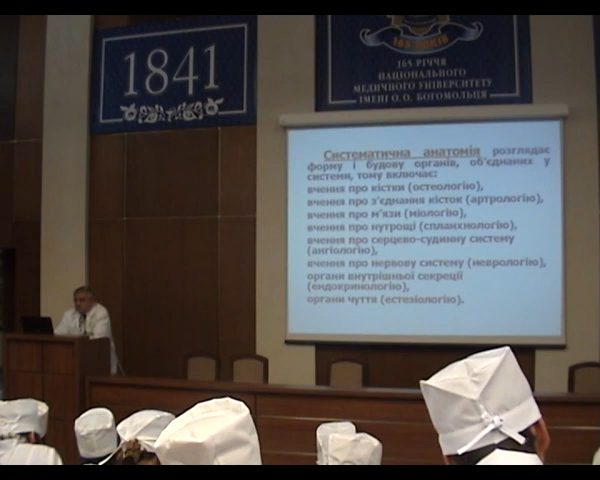 1841
165 РОКІВ
165-РІЧЧЯ
НАЦІОНАЛЬНОГО
МЕДИЧНОГО УНІВЕРСИТЕТУ
ІМЕНІ О. О. БОГОМОЛЬЦЯ
Систематична анатомія розглядає
форму і будову органів, об'єднаних у
системи, тому включає:
вчення про кістки (остеологію),
вчення про з'єднання кісток (артрологію),
вчення про м'язи (міологію),
вчення про нутрощі (спланхнологію),
вчення про серцево-судинну систему
(ангіологію),
вчення про нервову систему (неврологію),
органи внутрішньої секреції
(ендокринологію),
органи чуття (естезіологію).